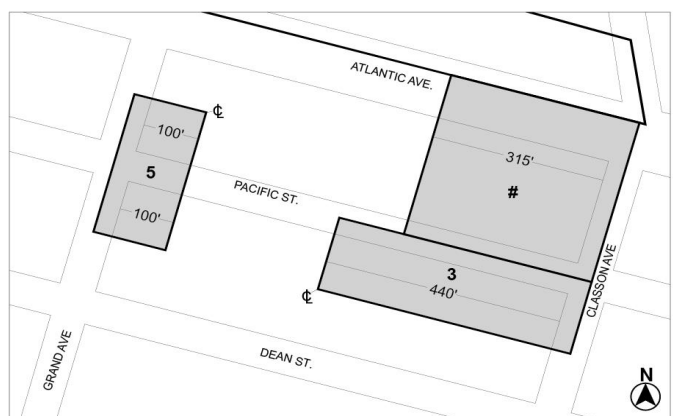 ATLANTIC AVE.
℄
100'
315'
5
#
PACIFIC ST.
100'
3
440'
CLASSON AVE
℄
DEAN ST.
GRAND AVE
N